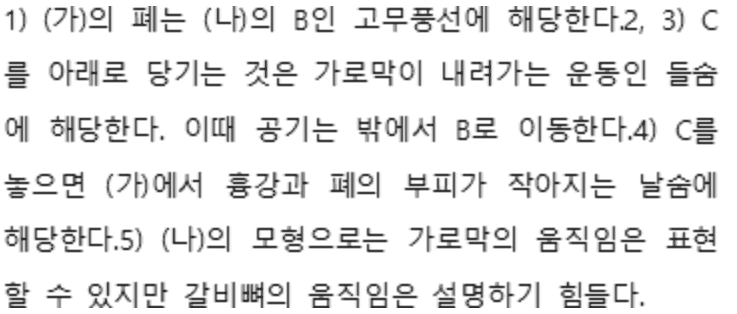 1) (가)의 폐는 (나)의 B인 고무풍선에 해당한다.2, 3) C
를 아래로 당기는 것은 가로막이 내려가는 운동인 들숨
에 해당한다. 이때 공기는 밖에서 B로 이동한다.4) C를
놓으면 (가)에서 흉강과 폐의 부피가 작아지는 날숨에
해당한다.5) (나)의 모형으로는 가로막의 움직임은 표현
할 수 있지만 갈비뼈의 움직임은 설명하기 힘들다.